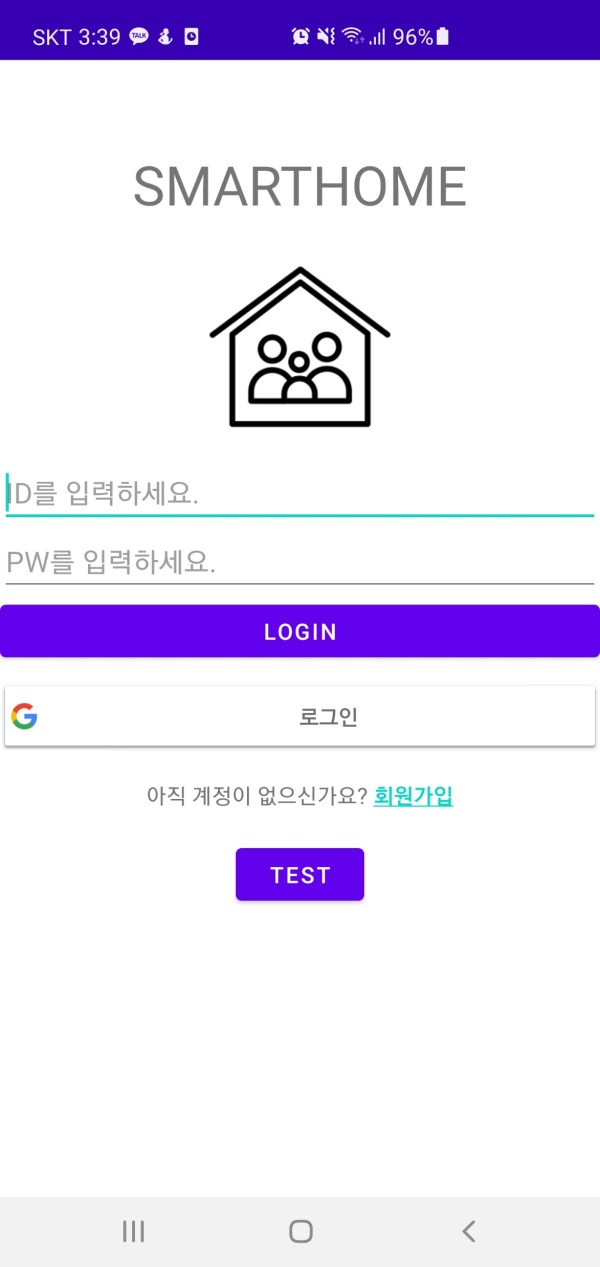 SKT 3:39 TALK 96%
SMARTHOME
ID를 입력하세요.
PW를 입력하세요.
LOGIN
로그인
아직 계정이 없으신가요? 회원가입
TEST